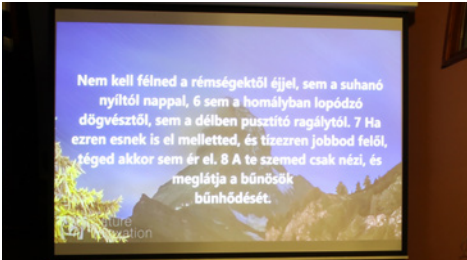 Nem kell félned a rémségektől éjjel, sem a suhanó
nyíltól nappal, 6 sem a homályban lopódzó
dögvésztől, sem a délben pusztító ragálytól. 7 Ha
ezren esnek is el melletted, és tízezren jobbod felől,
téged akkor sem ér el. 8 A te szemed csak nézi, és
meglátja a bűnösök
bűnhődését.